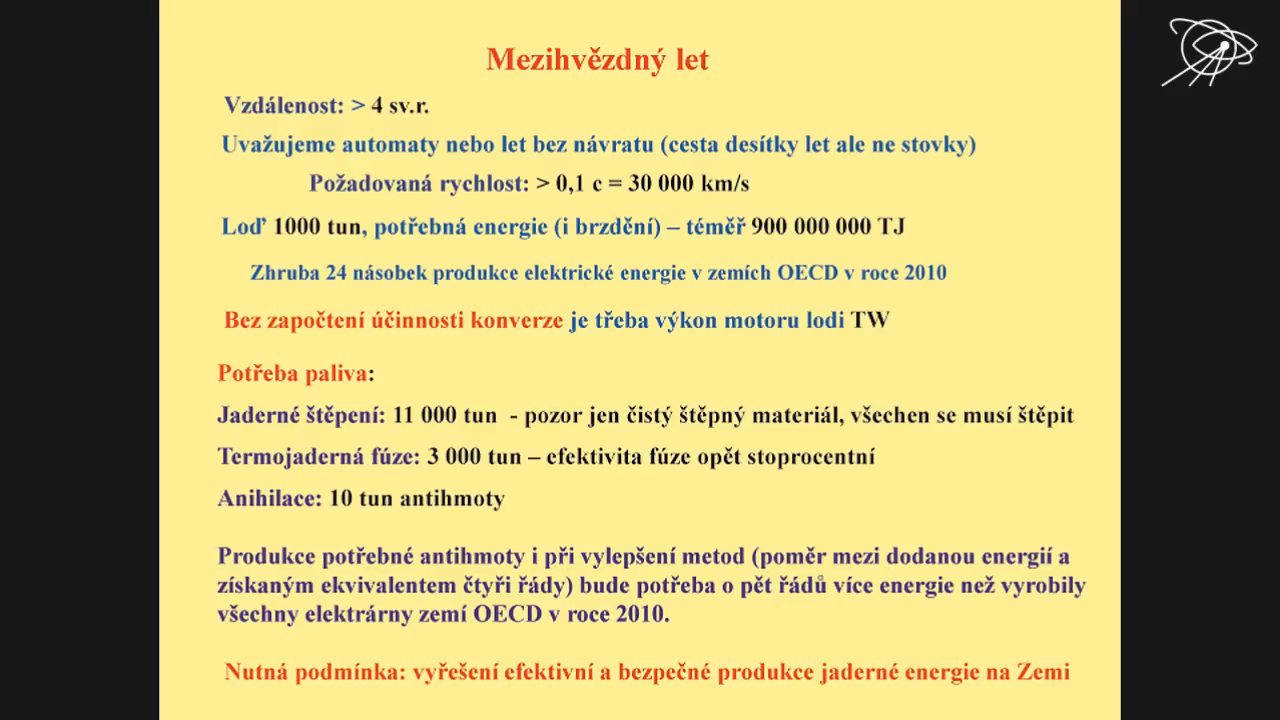 Mezihvězdný let
Vzdálenost: > 4 sv.r.
Uvažujeme automaty nebo let bez návratu (cesta desítky let ale ne stovky)
Požadovaná rychlost: > 0,1 c = 30 000 km/s
Loď 1000 tun, potřebná energie (i brzdění) – téměř 900 000 000 TJ
Zhruba 24 násobek produkce elektrické energie v zemích OECD v roce 2010
Bez započtení účinnosti konverze je třeba výkon motoru lodi TW
Potřeba paliva:
Jaderné štěpení: 11 000 tun - pozor jen čistý štěpný materiál, všechen se musí štěpit
Termojaderná fúze: 3 000 tun – efektivita fúze opět stoprocentní
Anihilace: 10 tun antihmoty
Produkce potřebné antihmoty i při vylepšení metod (poměr mezi dodanou energií a
získaným ekvivalentem čtyři řády) bude potřeba o pět řádů více energie než vyrobily
všechny elektrárny zemí OECD v roce 2010.
Nutná podmínka: vyřešení efektivní a bezpečné produkce jaderné energie na Zemi